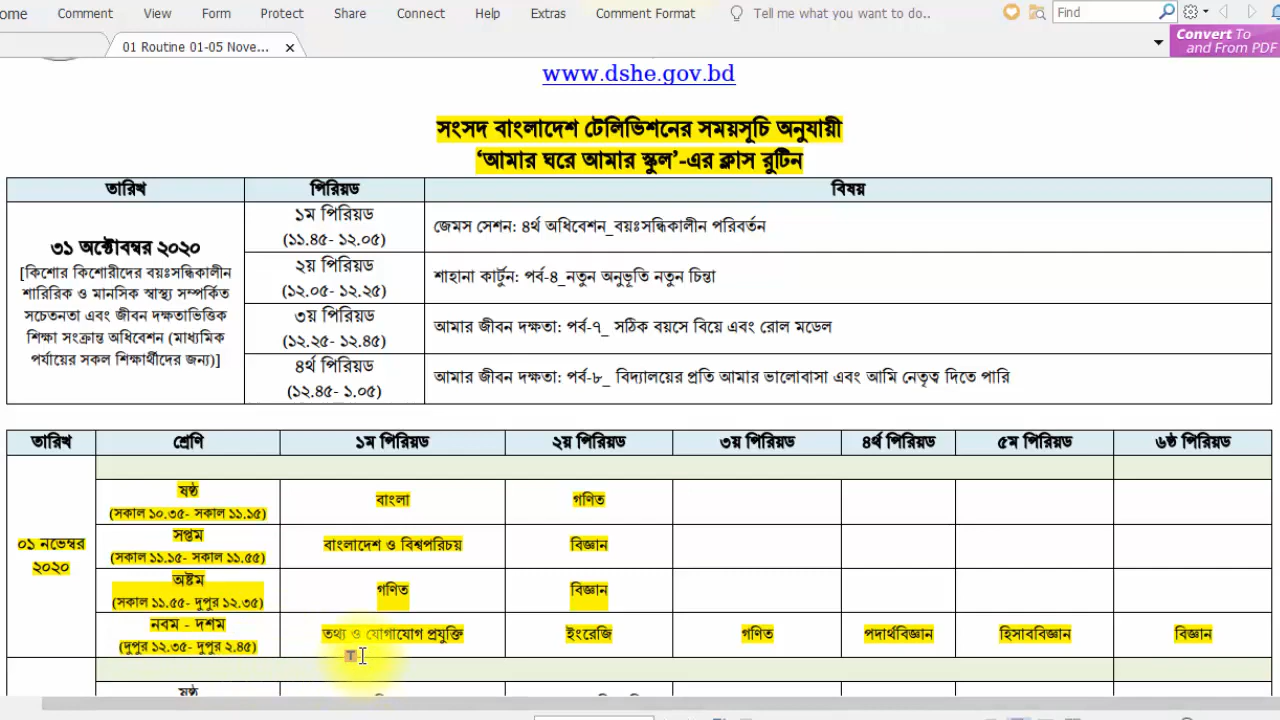 ome Comment View Form Protect Share Connect Help Extras Comment Format Tell me what you want to do.. Find
01 Routine 01-05 Nove... ×
Convert To
and From PDF
www.dshe.gov.bd
সংসদ বাংলাদেশ টেলিভিশনের সময়সূচি অনুযায়ী
‘আমার ঘরে আমার স্কুল’-এর ক্লাস রুটিন
তারিখ পিরিয়ড বিষয়
৩১ অক্টোবম্বর ২০২০
[কিশোর কিশোরীদের বয়ঃসন্ধিকালীন
শারিরিক ও মানসিক স্বাস্থ্য সম্পর্কিত
সচেতনতা এবং জীবন দক্ষতাভিত্তিক
শিক্ষা সংক্রান্ত অধিবেশন (মাধ্যমিক
পর্যায়ের সকল শিক্ষার্থীদের জন্য)]
১ম পিরিয়ড
(১১.৪৫- ১২.০৫)
জেমস সেশন: ৪র্থ অধিবেশন_বয়ঃসন্ধিকালীন পরিবর্তন
২য় পিরিয়ড
(১২.০৫- ১২.২৫)
শাহানা কার্টুন: পর্ব-৪_নতুন অনুভূতি নতুন চিন্তা
৩য় পিরিয়ড
(১২.২৫- ১২.৪৫)
আমার জীবন দক্ষতা: পর্ব-৭_ সঠিক বয়সে বিয়ে এবং রোল মডেল
৪র্থ পিরিয়ড
(১২.৪৫- ১.০৫)
আমার জীবন দক্ষতা: পর্ব-৮_ বিদ্যালয়ের প্রতি আমার ভালোবাসা এবং আমি নেতৃত্ব দিতে পারি
তারিখ শ্রেণি ১ম পিরিয়ড ২য় পিরিয়ড ৩য় পিরিয়ড ৪র্থ পিরিয়ড ৫ম পিরিয়ড ৬ষ্ঠ পিরিয়ড
০১ নভেম্বর
২০২০
ষষ্ঠ
(সকাল ১০.৩৫- সকাল ১১.১৫)
বাংলা গণিত
সপ্তম
(সকাল ১১.১৫- সকাল ১১.৫৫)
বাংলাদেশ ও বিশ্বপরিচয় বিজ্ঞান
অষ্টম
(সকাল ১১.৫৫- দুপুর ১২.৩৫)
গণিত বিজ্ঞান
নবম - দশম
(দুপুর ১২.৩৫- দুপুর ২.৪৫)
তথ্য ও যোগাযোগ প্রযুক্তি ইংরেজি গণিত পদার্থবিজ্ঞান হিসাববিজ্ঞান বিজ্ঞান
ষষ্ঠ